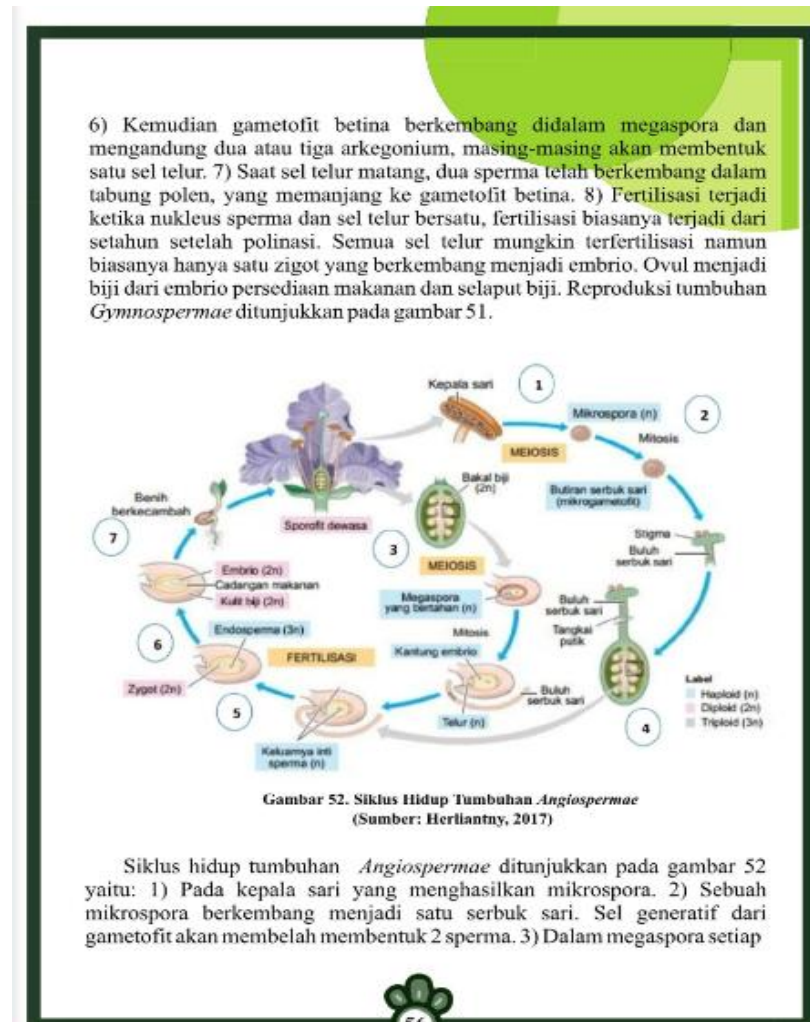 6) Kemudian gametofit betina berkembang didalam megaspora dan
mengandung dua atau tiga arkegonium, masing-masing akan membentuk
satu sel telur. 7) Saat sel telur matang, dua sperma telah berkembang dalam
tabung polen, yang memanjang ke gametofit betina. 8) Fertilisasi terjadi
ketika nukleus sperma dan sel telur bersatu, fertilisasi biasanya terjadi dari
setahun setelah polinasi. Semua sel telur mungkin terfertilisasi namun
biasanya hanya satu zigot yang berkembang menjadi embrio. Ovul menjadi
biji dari embrio persediaan makanan dan selaput biji. Reproduksi tumbuhan
Gymnospermae ditunjukkan pada gambar 51.
Kepala sari
1
Mikrospora (n)
2
Mitosis
MEIOSIS
Butiran serbuk sari
(mikrogametofit)
Bakal biji
(2n)
Benih
berkecambah
7
Sporofit dewasa
3
Stigma
Buluh
serbuk sari
MEIOSIS
Embrio (2n)
Cadangan makanan
Kulit biji (2n)
Megaspora
yang bertahan (n)
Buluh
serbuk sari
Tangkai
putik
6
Endosperma (3n)
FERTILISASI
Mitosis
Kantung embrio
Zygot (2n)
5
Telur (n)
Buluh
serbuk sari
4
Keluarnya inti
sperma (n)
Label
Haploid (n)
Diploid (2n)
Triploid (3n)
Gambar 52. Siklus Hidup Tumbuhan Angiospermae
(Sumber: Herliantny, 2017)
Siklus hidup tumbuhan Angiospermae ditunjukkan pada gambar 52
yaitu: 1) Pada kepala sari yang menghasilkan mikrospora. 2) Sebuah
mikrospora berkembang menjadi satu serbuk sari. Sel generatif dari
gametofit akan membelah membentuk 2 sperma. 3) Dalam megaspora setiap